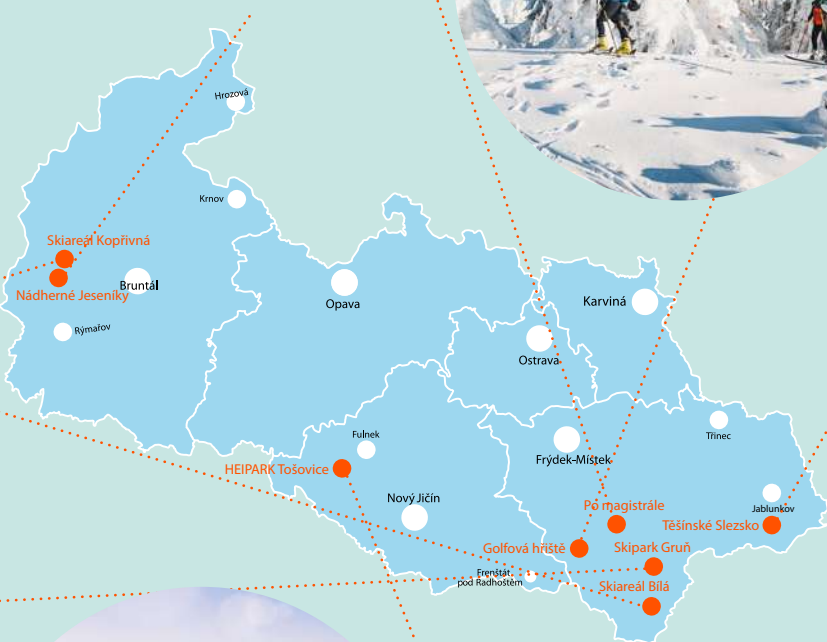 Hrozová
Krnov
Skiareál Kopřivná
Nádherné Jeseníky
Bruntál
Rýmařov
Opava
Karviná
Ostrava
Třinec
Fulnek
Frýdek-Místek
HEIPARK Tošovice
Nový Jičín
Po magistrále
Jablunkov
Těšínské Slezsko
Golfová hřiště
Skipark Gruň
Frenštát
pod Radhoštěm
Skiareál Bílá